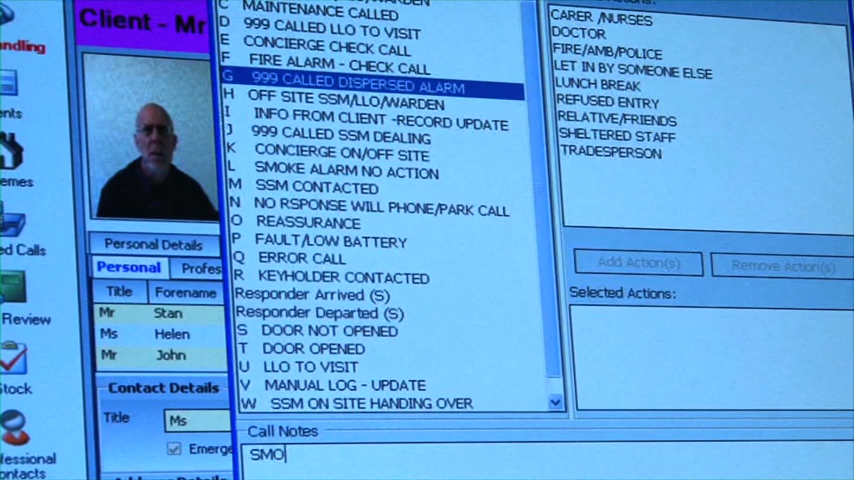 Client - Mr
andling
ents
emes
ed Calls
Review
Stock
fessional
ontacts
Personal Details
Personal Profes
Title Forename
Mr Stan
Ms Helen
Mr John
Contact Details
Title Ms
Emerge
C MAINTENANCE CALLED
D 999 CALLED LLO TO VISIT
E CONCIERGE CHECK CALL
F FIRE ALARM - CHECK CALL
G 999 CALLED DISPERSED ALARM
H OFF SITE SSM/LLO/WARDEN
I INFO FROM CLIENT -RECORD UPDATE
J 999 CALLED SSM DEALING
K CONCIERGE ON/OFF SITE
L SMOKE ALARM NO ACTION
M SSM CONTACTED
N NO RSPONSE WILL PHONE/PARK CALL
O REASSURANCE
P FAULT/LOW BATTERY
Q ERROR CALL
R KEYHOLDER CONTACTED
Responder Arrived (S)
Responder Departed (S)
S DOOR NOT OPENED
T DOOR OPENED
U LLO TO VISIT
V MANUAL LOG - UPDATE
W SSM ON SITE HANDING OVER
Call Notes
SMO
CARER /NURSES
DOCTOR
FIRE/AMB/POLICE
LET IN BY SOMEONE ELSE
LUNCH BREAK
REFUSED ENTRY
RELATIVE/FRIENDS
SHELTERED STAFF
TRADESPERSON
Add Action(s) Remove Action(s)
Selected Actions: